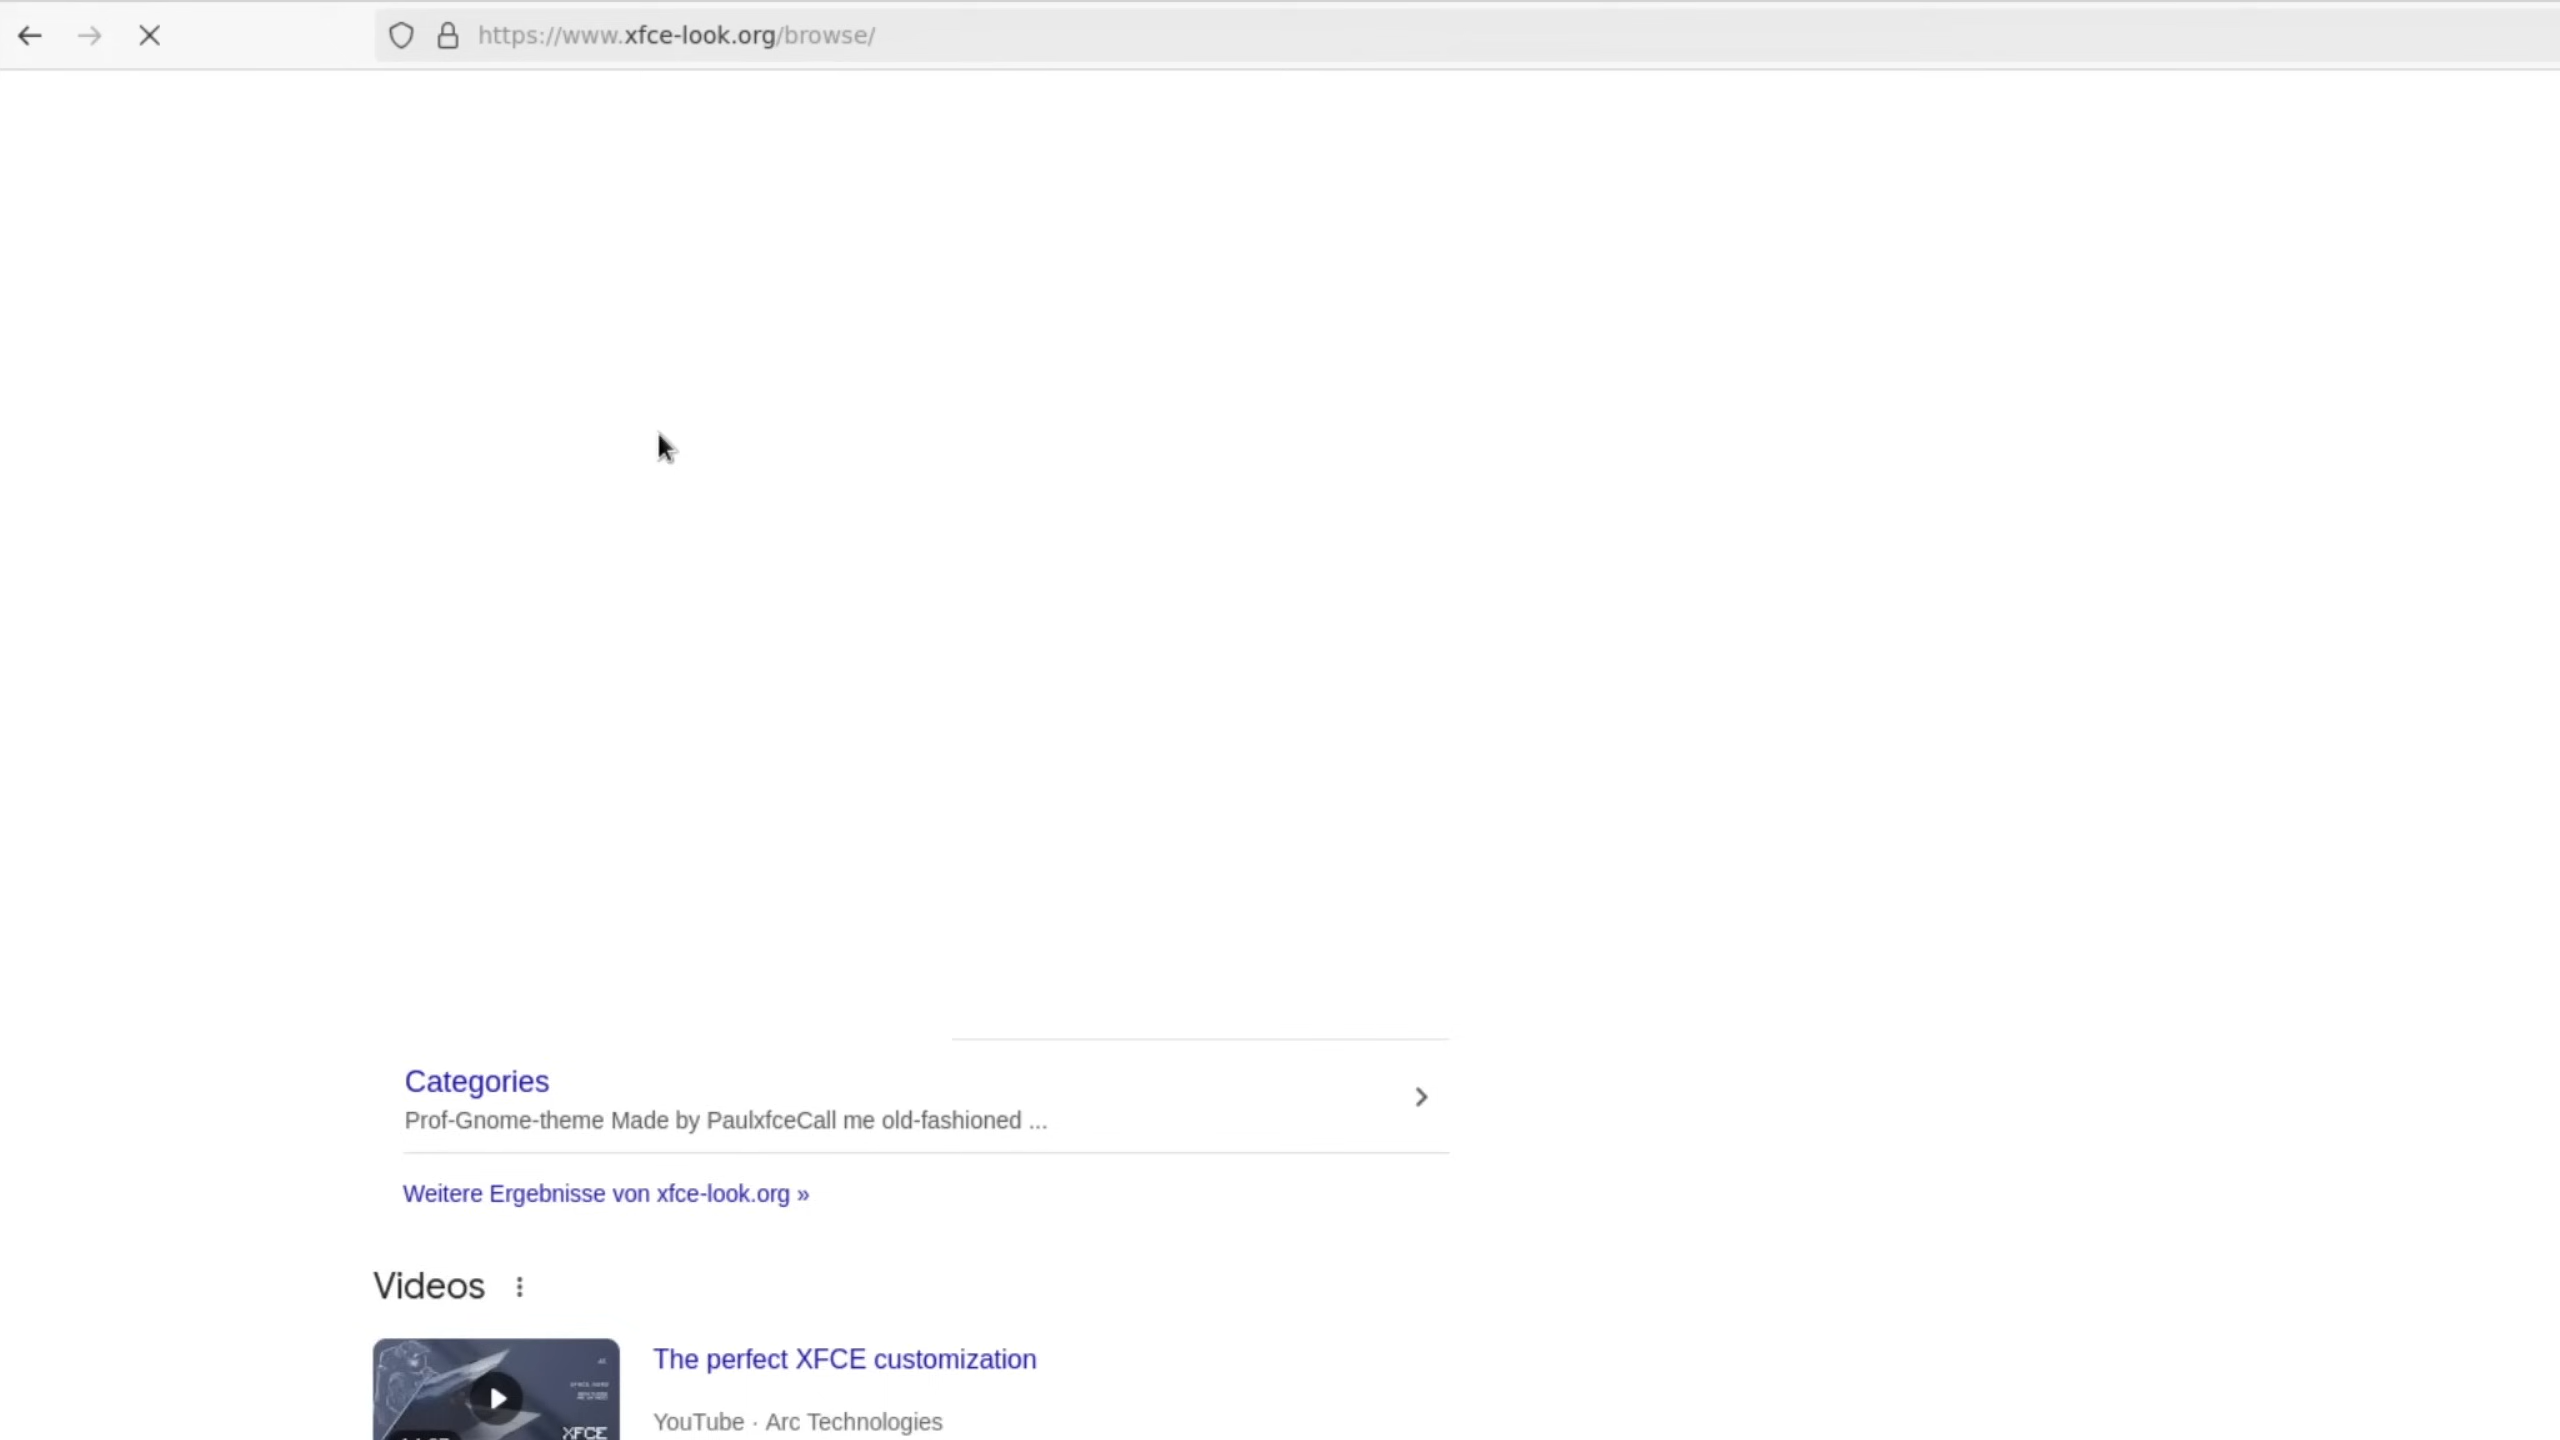 https://www.xfce-look.org/browse/
Categories
Prof-Gnome-theme Made by PaulxfceCall me old-fashioned ...
Weitere Ergebnisse von xfce-look.org »
Videos
The perfect XFCE customization
XFCE
YouTube · Arc Technologies